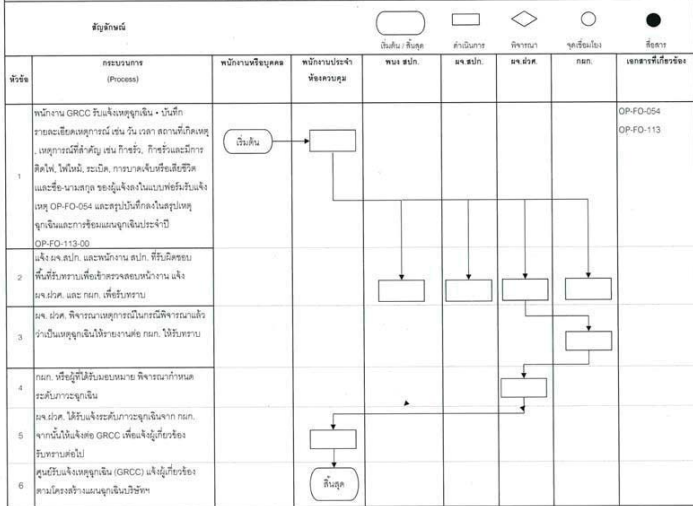 สัญลักษณ์
เริ่มต้น / สิ้นสุด
ดำเนินการ
พิจารณา
จุดเชื่อมโยง
สื่อสาร
หัวข้อ
กระบวนการ
(Process)
พนักงานหรือบุคคล
พนักงานประจำ
ห้องควบคุม
พนง สปก.
ผจ.สปก.
ผจ.ฝวศ.
กผก.
เอกสารที่เกี่ยวข้อง
1
พนักงาน GRCC รับแจ้งเหตุฉุกเฉิน - บันทึก
รายละเอียดเหตุการณ์ เช่น วัน เวลา สถานที่เกิดเหตุ
, เหตุการณ์ที่สำคัญ เช่น ก๊าซรั่ว, ก๊าซรั่วและมีการ
ติดไฟ, ไฟไหม้, ระเบิด, การบาดเจ็บหรือเสียชีวิต
และชื่อ-นามสกุล ของผู้แจ้งลงในแบบฟอร์มรับแจ้ง
เหตุ OP-FO-054 และสรุปบันทึกลงในสรุปเหตุ
ฉุกเฉินและการซ้อมแผนฉุกเฉินประจำปี
OP-FO-113-00
เริ่มต้น
OP-FO-054
OP-FO-113
2
แจ้ง ผจ.สปก. และพนักงาน สปก. ที่รับผิดชอบ
พื้นที่รับทราบเพื่อเข้าตรวจสอบหน้างาน แจ้ง
ผจ.ฝวศ. และ กผก. เพื่อรับทราบ
3
ผจ. ฝวศ. พิจารณาเหตุการณ์ในกรณีพิจารณาแล้ว
ว่าเป็นเหตุฉุกเฉินให้รายงานต่อ กผก. ให้รับทราบ
4
กผก. หรือผู้ที่ได้รับมอบหมาย พิจารณากำหนด
ระดับภาวะฉุกเฉิน
5
ผจ.ฝวศ. ได้รับแจ้งระดับภาวะฉุกเฉินจาก กผก.
จากนั้นให้แจ้งต่อ GRCC เพื่อแจ้งผู้เกี่ยวข้อง
รับทราบต่อไป
6
ศูนย์รับแจ้งเหตุฉุกเฉิน (GRCC) แจ้งผู้เกี่ยวข้อง
ตามโครงสร้างแผนฉุกเฉินบริษัทฯ
สิ้นสุด